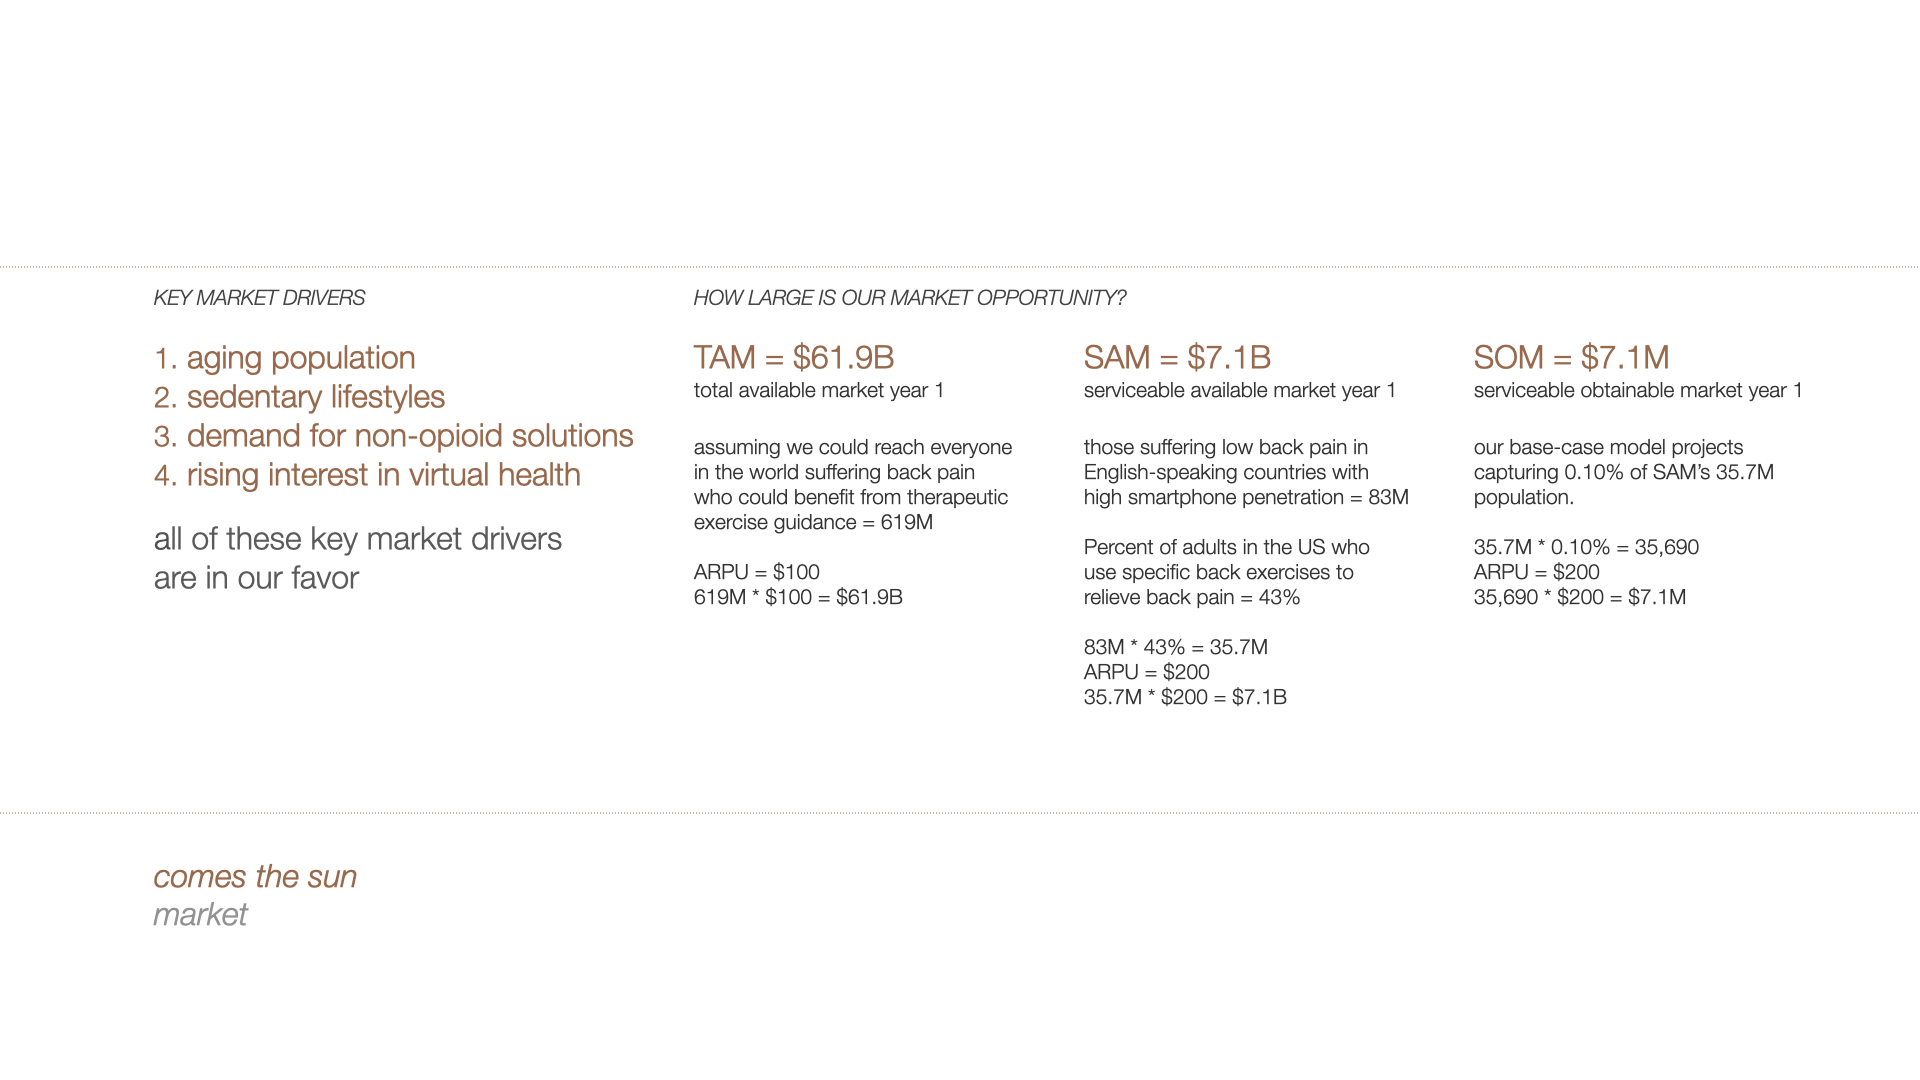 KEY MARKET DRIVERS
1. aging population
2. sedentary lifestyles
3. demand for non-opioid solutions
4. rising interest in virtual health
all of these key market drivers
are in our favor
HOW LARGE IS OUR MARKET OPPORTUNITY?
TAM = $61.9B
total available market year 1
assuming we could reach everyone
in the world suffering back pain
who could benefit from therapeutic
exercise guidance = 619M
ARPU = $100
619M * $100 = $61.9B
SAM = $7.1B
serviceable available market year 1
those suffering low back pain in
English-speaking countries with
high smartphone penetration = 83M
Percent of adults in the US who
use specific back exercises to
relieve back pain = 43%
83M * 43% = 35.7M
ARPU = $200
35.7M * $200 = $7.1B
SOM = $7.1M
serviceable obtainable market year 1
our base-case model projects
capturing 0.10% of SAM’s 35.7M
population.
35.7M * 0.10% = 35,690
ARPU = $200
35,690 * $200 = $7.1M
comes the sun
market